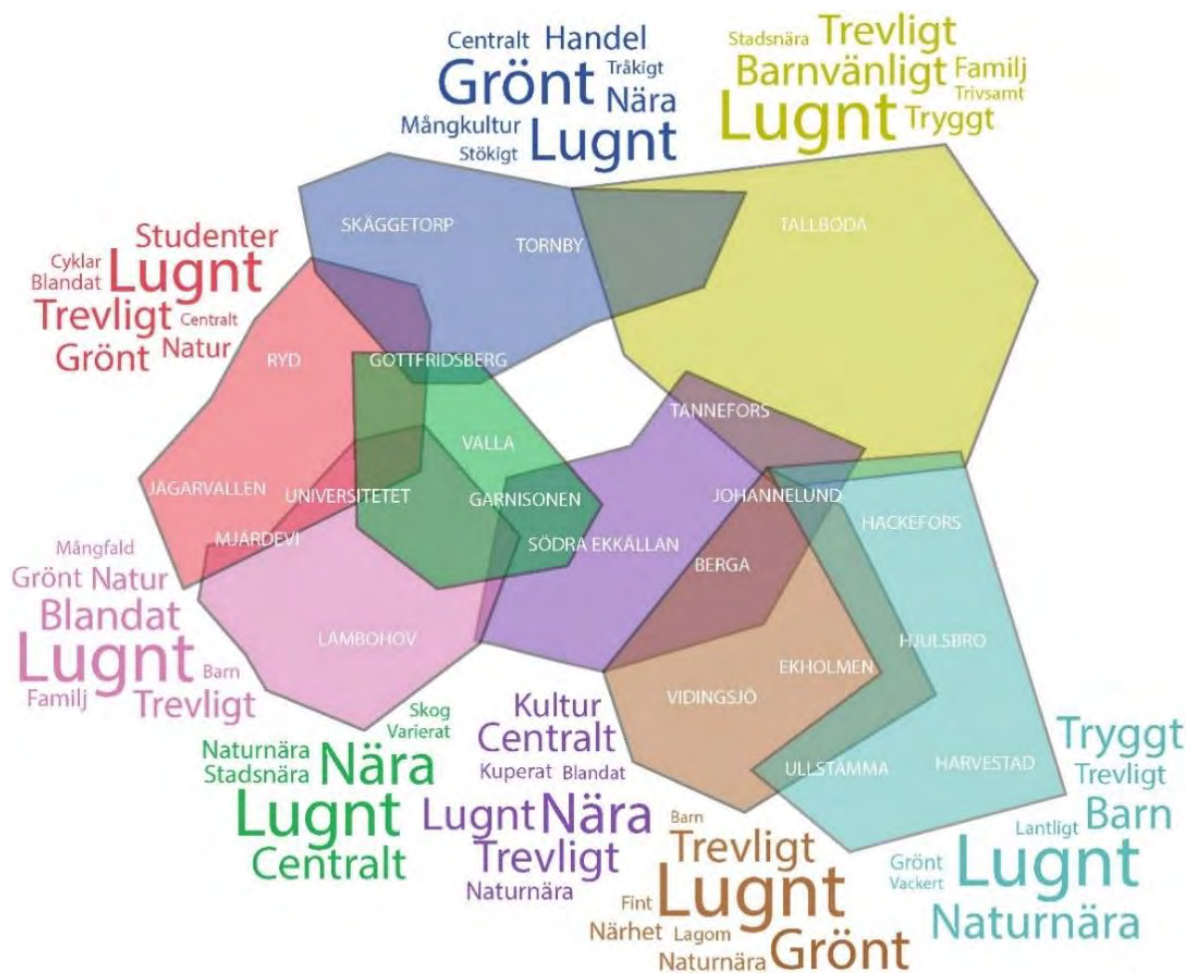 Centralt Handel
Grönt Tråkigt
Nära
Mångkultur Lugnt
Stökigt
Stadsnära Trevligt
Barnvänligt Familj
Trivsamt
Lugnt Tryggt
Studenter
Cyklar Lugnt
Blandat
Trevligt Centralt
Grönt Natur
SKÄGGETORP
TORNBY
TALLBODA
RYD
GOTTFRIDSBERG
TANNEFORS
VALLA
JÄGARVALLEN
UNIVERSITETET
GARNISONEN
JOHANNELUND
HACKEFORS
MJÄRDEVI
SÖDRA EKKÄLLAN
BERGA
LAMBOHOV
HJULSBRO
EKHOLMEN
VIDINGSJÖ
ULLSTÄMMA
HARVESTAD
Mångfald
Grönt Natur
Blandat
Lugnt Barn
Familj Trevligt
Skog
Varierat
Naturnära Nära
Stadsnära
Lugnt
Centralt
Kultur
Centralt
Kuperat Blandat
Lugnt Nära
Trevligt
Naturnära
Barn
Trevligt
Fint Lugnt
Närhet Lagom
Naturnära Grönt
Tryggt
Trevligt
Barn
Lantligt
Grönt Lugnt
Vackert
Naturnära